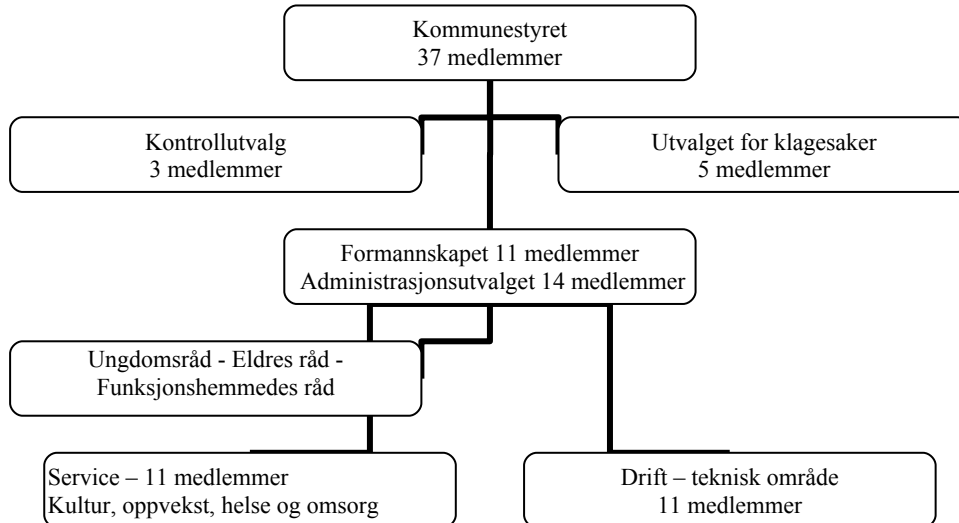 Kommunestyret
37 medlemmer
Kontrollutvalg
3 medlemmer
Utvalget for klagesaker
5 medlemmer
Formannskapet 11 medlemmer
Administrasjonsutvalget 14 medlemmer
Ungdomsråd - Eldres råd -
Funksjonshemmedes råd
Service – 11 medlemmer
Kultur, oppvekst, helse og omsorg
Drift – teknisk område
11 medlemmer